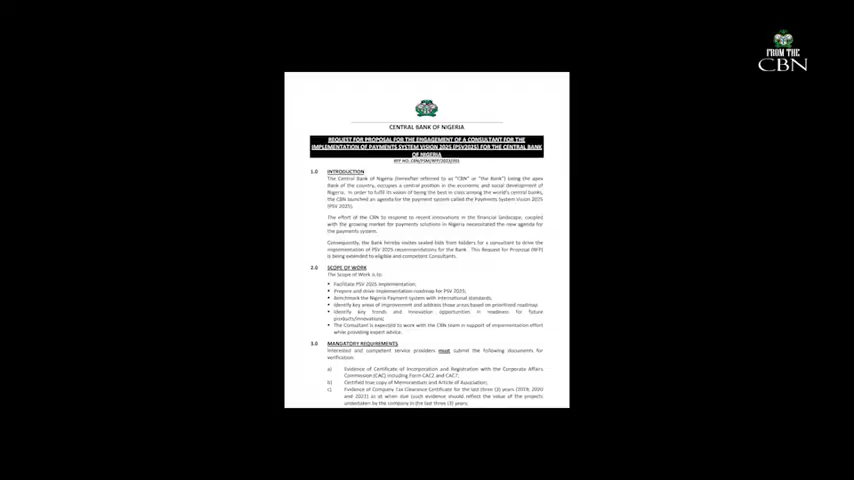 FROM THE
CBN
CENTRAL BANK OF NIGERIA
REQUEST FOR PROPOSAL FOR THE ENGAGEMENT OF A CONSULTANT FOR THE
IMPLEMENTATION OF PAYMENTS SYSTEM VISION 2025 (PSV2025) FOR THE CENTRAL BANK
OF NIGERIA
1.0 INTRODUCTION
The Central Bank of Nigeria (hereafter referred to as "CBN" or "the Bank") being the apex
Bank of the country, occupies a central position in the economic and social development of
Nigeria. In order to fulfil its vision of being the best in class among the world's central banks,
the CBN launched an agenda for the payment system called the Payments System Vision 2025
(PSV 2025).
The effort of the CBN to respond to recent innovations in the financial landscape, coupled
with the growing market for payments solutions in Nigeria necessitated the new agenda for
the payments system.
Consequently, the Bank hereby invites sealed bids from bidders for a consultant to drive the
implementation of PSV 2025 recommendations for the Bank. This Request for Proposal (RFP)
is being extended to eligible and competent Consultants.
2.0 SCOPE OF WORK
The Scope of Work is to:
• Facilitate PSV 2025 implementation;
• Prepare and drive implementation roadmap for PSV 2025;
• Benchmark the Nigeria Payment System with international standards;
• Identify key areas of improvement and address those areas based on prioritized roadmap
• Identify key trends and innovation opportunities in readiness for future
products/innovations;
• The Consultant is expected to work with the CBN team in support of implementation effort
while providing expert advice.
3.0 MANDATORY REQUIREMENTS
Interested and competent service providers must submit the following documents for
verification:
a) Evidence of Certificate of Incorporation and Registration with the Corporate Affairs
Commission (CAC) including Form CAC2 and CAC7;
b) Certified true copy of Memorandum and Article of Association;
c) Evidence of Company Tax Clearance Certificate for the last three (3) years (2019, 2020
and 2021) as at when due (such evidence should reflect the value of the projects
undertaken by the company in the last three (3) years.